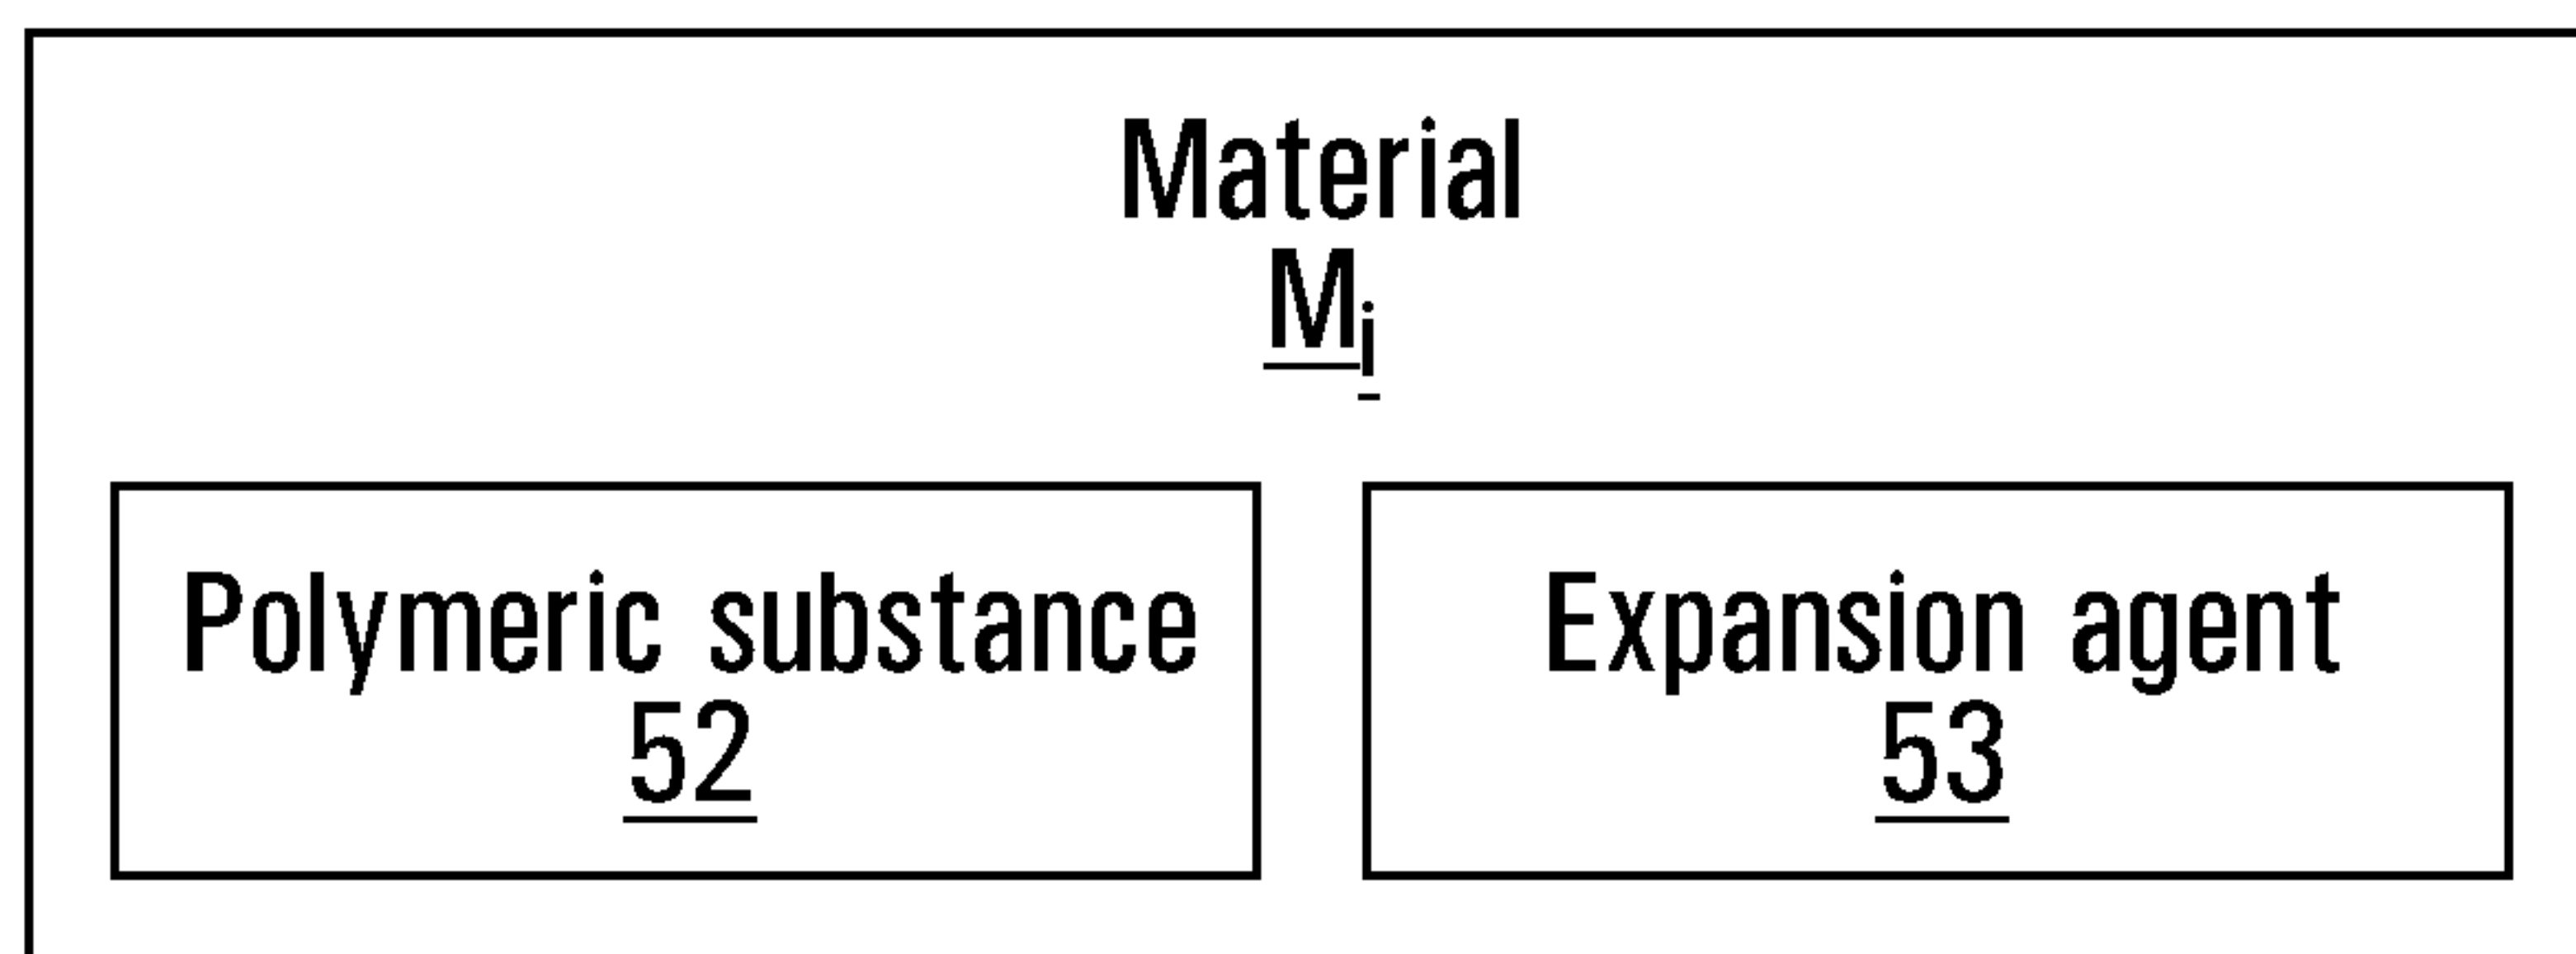 Material
Mi
Polymeric substance
52
Expansion agent
53